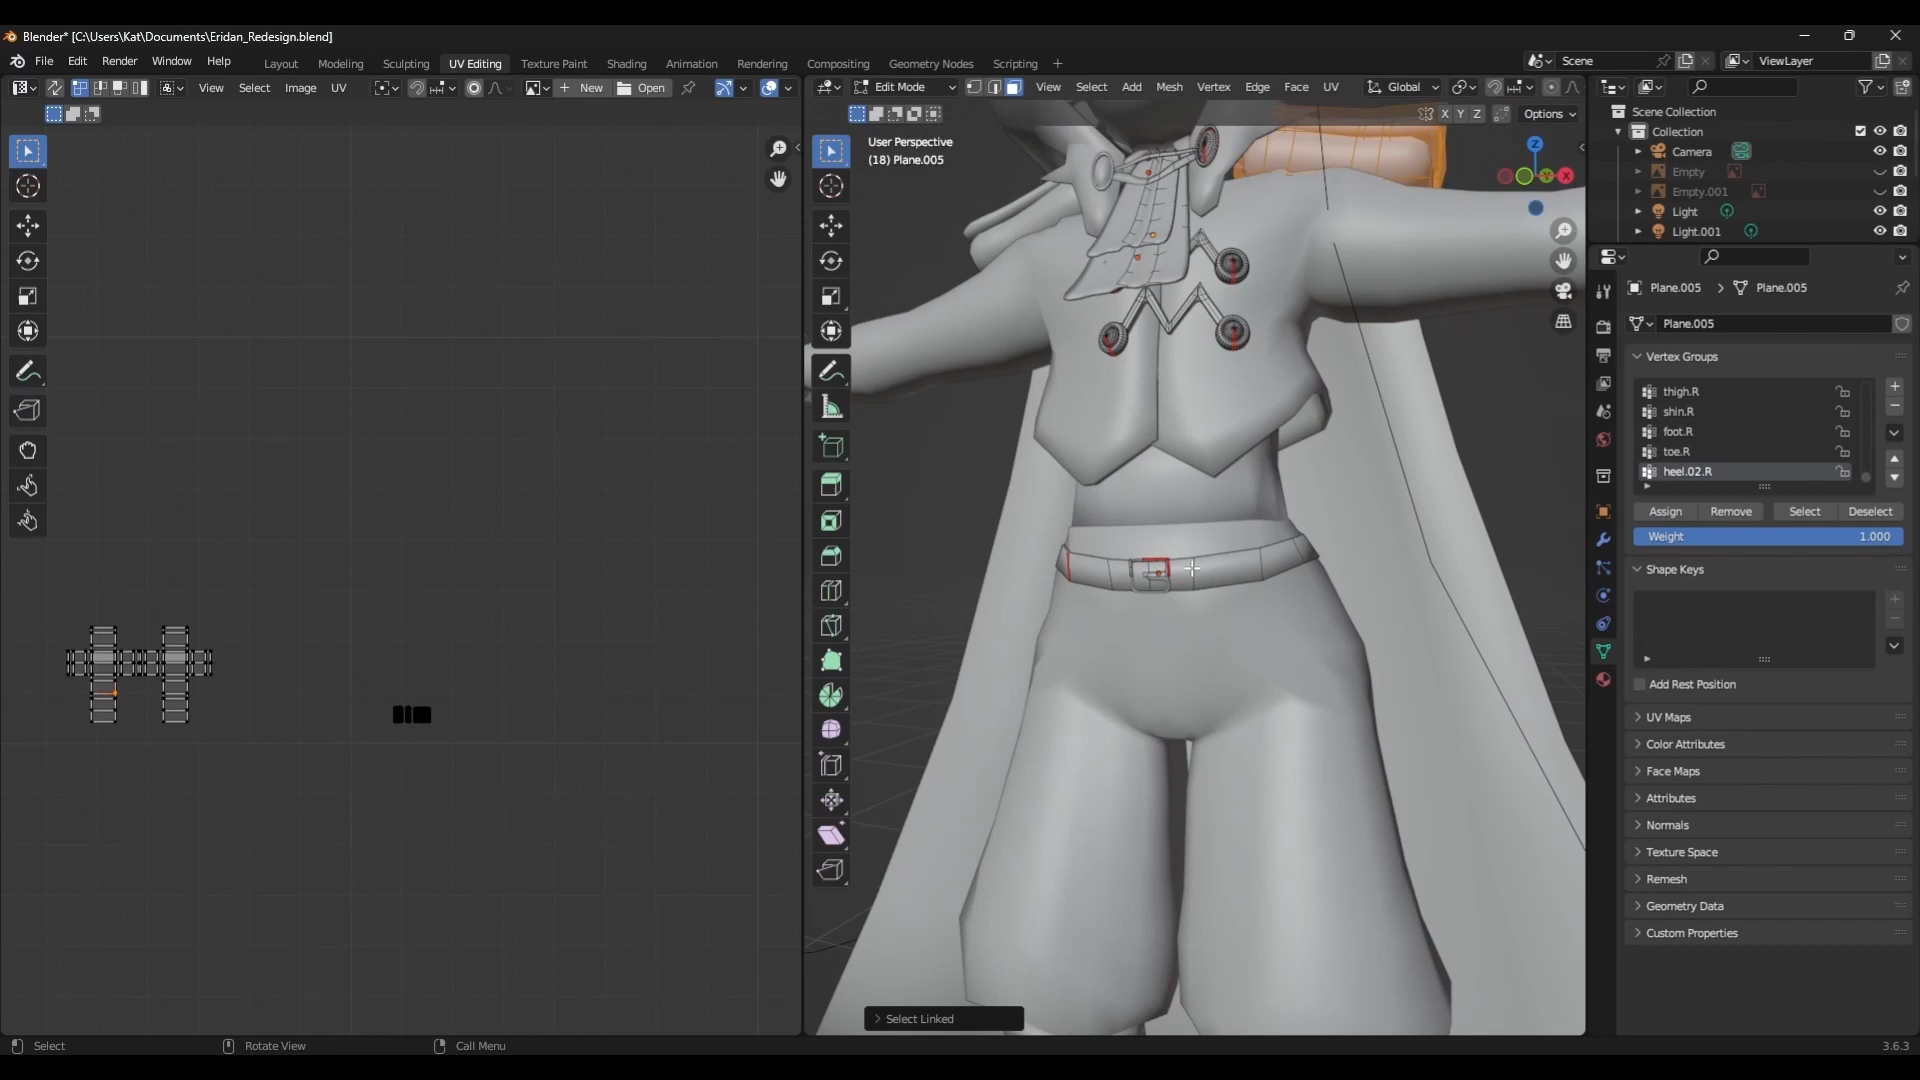 Blender* [C:\Users\Kat\Documents\Eridan_Redesign.blend]
File Edit Render Window Help Layout Modeling Sculpting UV Editing Texture Paint Shading Animation Rendering Compositing Geometry Nodes Scripting + Scene ViewLayer
View Select Image UV New Open
Edit Mode View Select Add Mesh Vertex Edge Face UV Global
X Y Z Options
User Perspective
(18) Plane.005
Z
X
Select Linked
Scene Collection
Collection
Camera
Empty
Empty.001
Light
Light.001
Plane.005 > Plane.005
Plane.005
Vertex Groups
thigh.R
shin.R
foot.R
toe.R
heel.02.R
Assign Remove Select Deselect
Weight 1.000
Shape Keys
Add Rest Position
UV Maps
Color Attributes
Face Maps
Attributes
Normals
Texture Space
Remesh
Geometry Data
Custom Properties
Select Rotate View Call Menu 3.6.3